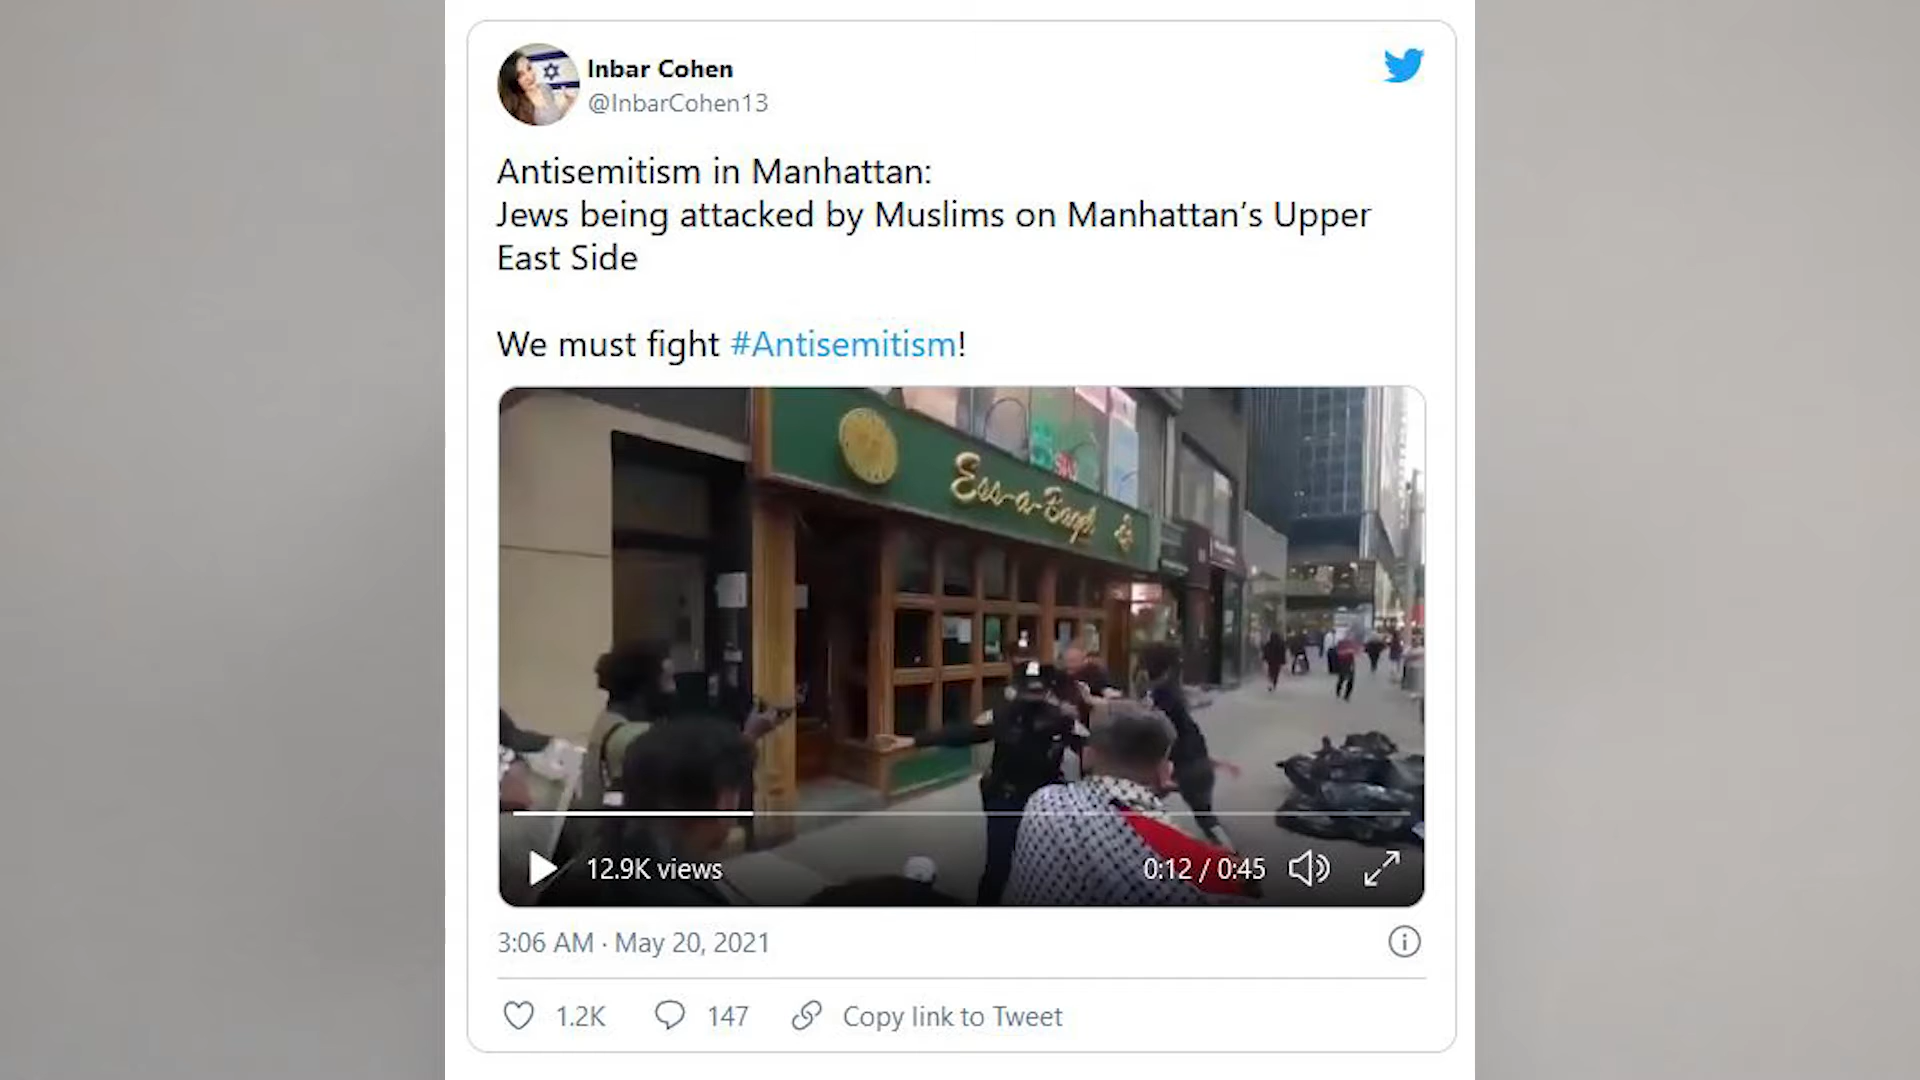 Inbar Cohen
@InbarCohen13
Antisemitism in Manhattan:
Jews being attacked by Muslims on Manhattan's Upper
East Side
We must fight #Antisemitism!
Ess-a-Bagel
12.9K views
0:12 / 0:45
3:06 AM · May 20, 2021
1.2K
147
Copy link to Tweet